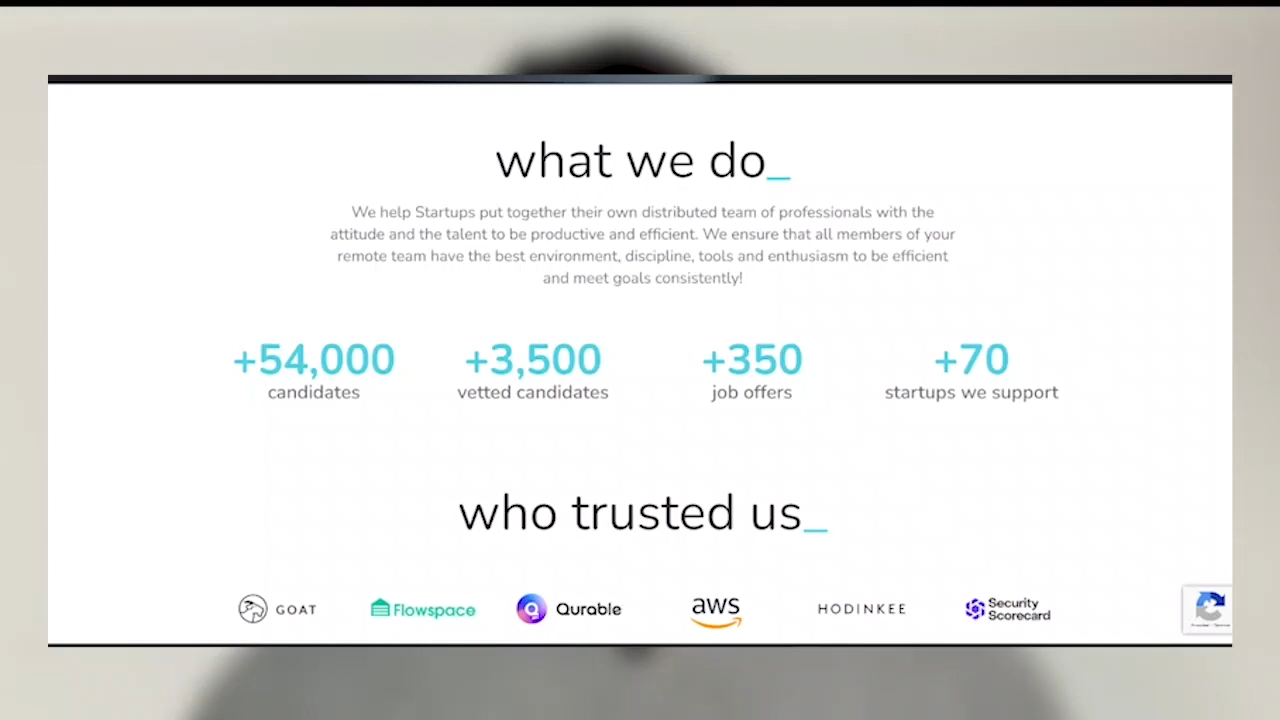 what we do_
We help Startups put together their own distributed team of professionals with the
attitude and the talent to be productive and efficient. We ensure that all members of your
remote team have the best environment, discipline, tools and enthusiasm to be efficient
and meet goals consistently!
+54,000 +3,500 +350 +70
candidates vetted candidates job offers startups we support
who trusted us_
GOAT Flowspace Qurable aws HODINKEE Security
Scorecard